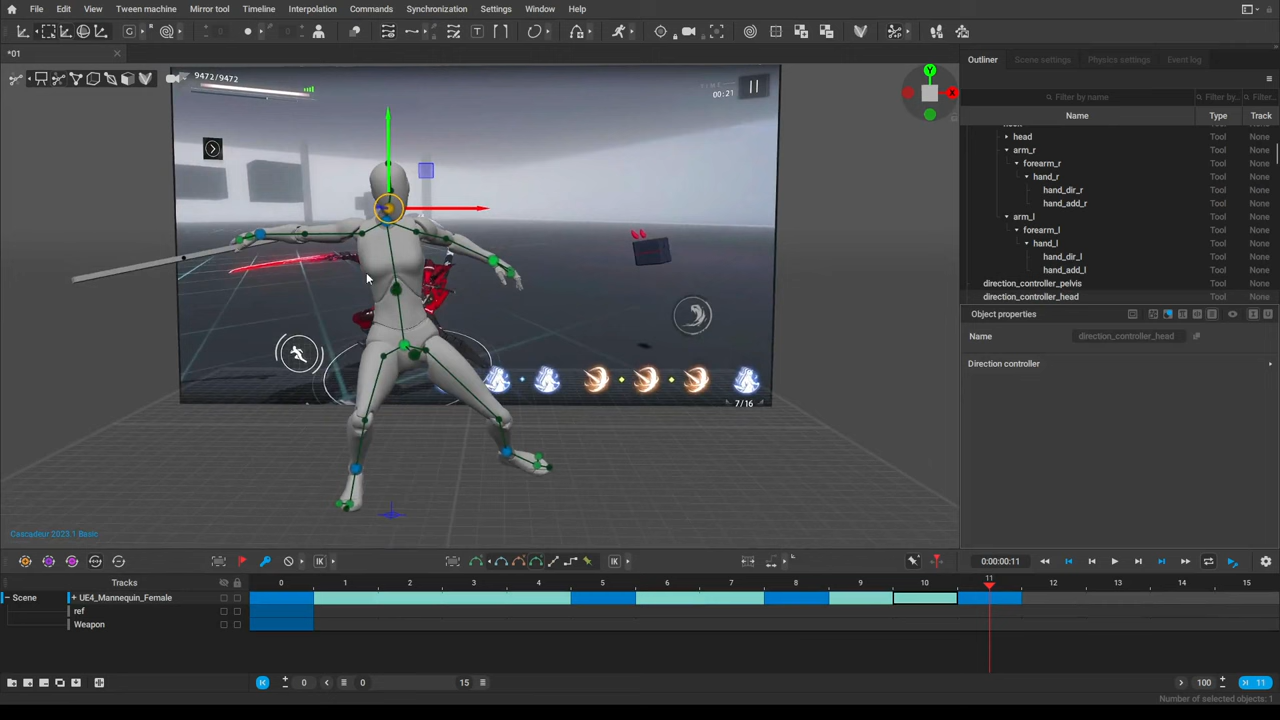 File Edit View Tween machine Mirror tool Timeline Interpolation Commands Synchronization Settings Window Help
*01
Outliner Scene settings Physics settings Event log
9472/9472
00:21
Y
X
Filter by name Filter by... Filter...
Name Type Track
head Tool None
arm_r Tool None
forearm_r Tool None
hand_r Tool None
hand_dir_r Tool None
hand_add_r Tool None
arm_l Tool None
forearm_l Tool None
hand_l Tool None
hand_dir_l Tool None
hand_add_l Tool None
direction_controller_pelvis Tool None
direction_controller_head Tool None
Object properties
Name direction_controller_head
Direction controller
7/16
Cascadeur 2023.1 Basic
IK IK 0:00:00:11
Tracks 0 1 2 3 4 5 6 7 8 9 10 11 12 13 14 15
Scene + UE4_Mannequin_Female
ref
Weapon
0 0 15 100 11
Number of selected objects: 1